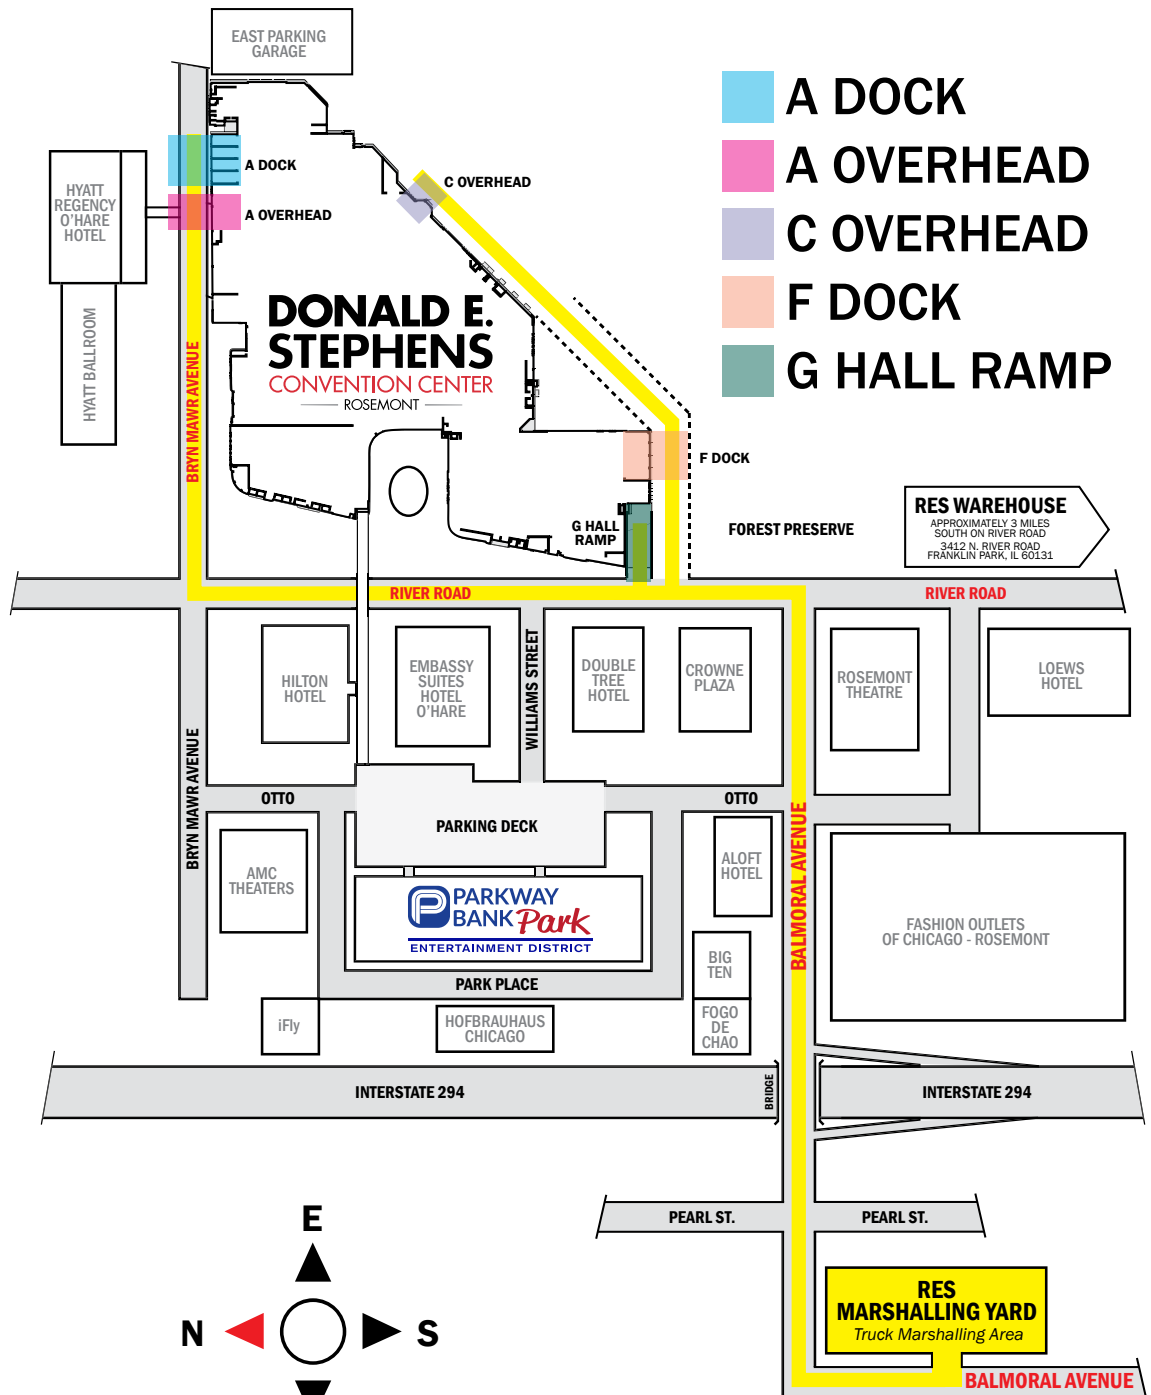 EAST PARKING
GARAGE
A DOCK
A OVERHEAD
C OVERHEAD
F DOCK
G HALL RAMP
HYATT
REGENCY
O'HARE
HOTEL
HYATT BALLROOM
A DOCK
A OVERHEAD
C OVERHEAD
DONALD E.
STEPHENS
CONVENTION CENTER
ROSEMONT
BRYN MAWR AVENUE
F DOCK
G HALL
RAMP
FOREST PRESERVE
RES WAREHOUSE
APPROXIMATELY 3 MILES
SOUTH ON RIVER ROAD
3412 N. RIVER ROAD
FRANKLIN PARK, IL 60131
RIVER ROAD
RIVER ROAD
HILTON
HOTEL
EMBASSY
SUITES
HOTEL
O'HARE
WILLIAMS STREET
DOUBLE
TREE
HOTEL
CROWNE
PLAZA
ROSEMONT
THEATRE
LOEWS
HOTEL
BRYN MAWR AVENUE
OTTO
OTTO
PARKING DECK
BALMORAL AVENUE
AMC
THEATERS
PARKWAY
BANK Park
ENTERTAINMENT DISTRICT
ALOFT
HOTEL
FASHION OUTLETS
OF CHICAGO - ROSEMONT
BIG
TEN
PARK PLACE
iFly
HOFBRAUHAUS
CHICAGO
FOGO
DE
CHAO
INTERSTATE 294
BRIDGE
INTERSTATE 294
PEARL ST.
PEARL ST.
E
N
S
RES
MARSHALLING YARD
Truck Marshalling Area
BALMORAL AVENUE